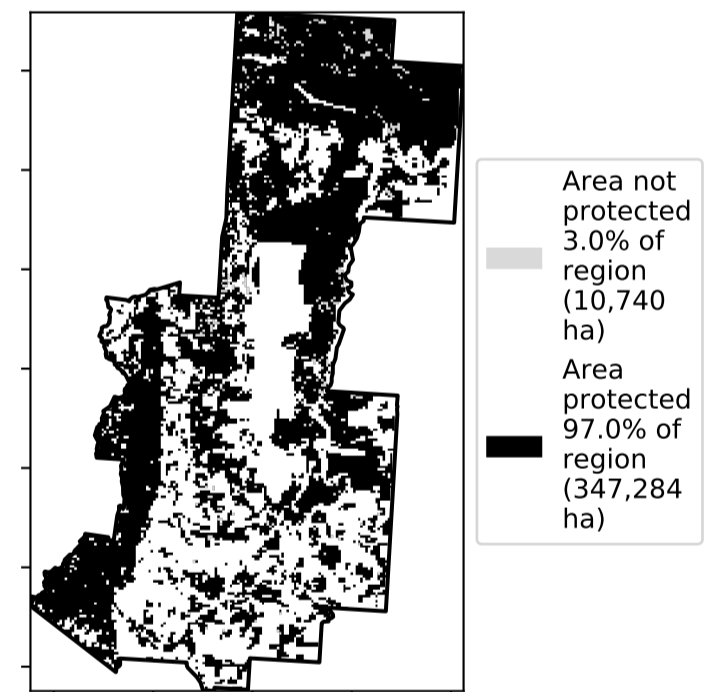 Area not
protected
3.0% of
region
(10,740
ha)
Area
protected
97.0% of
region
(347,284
ha)